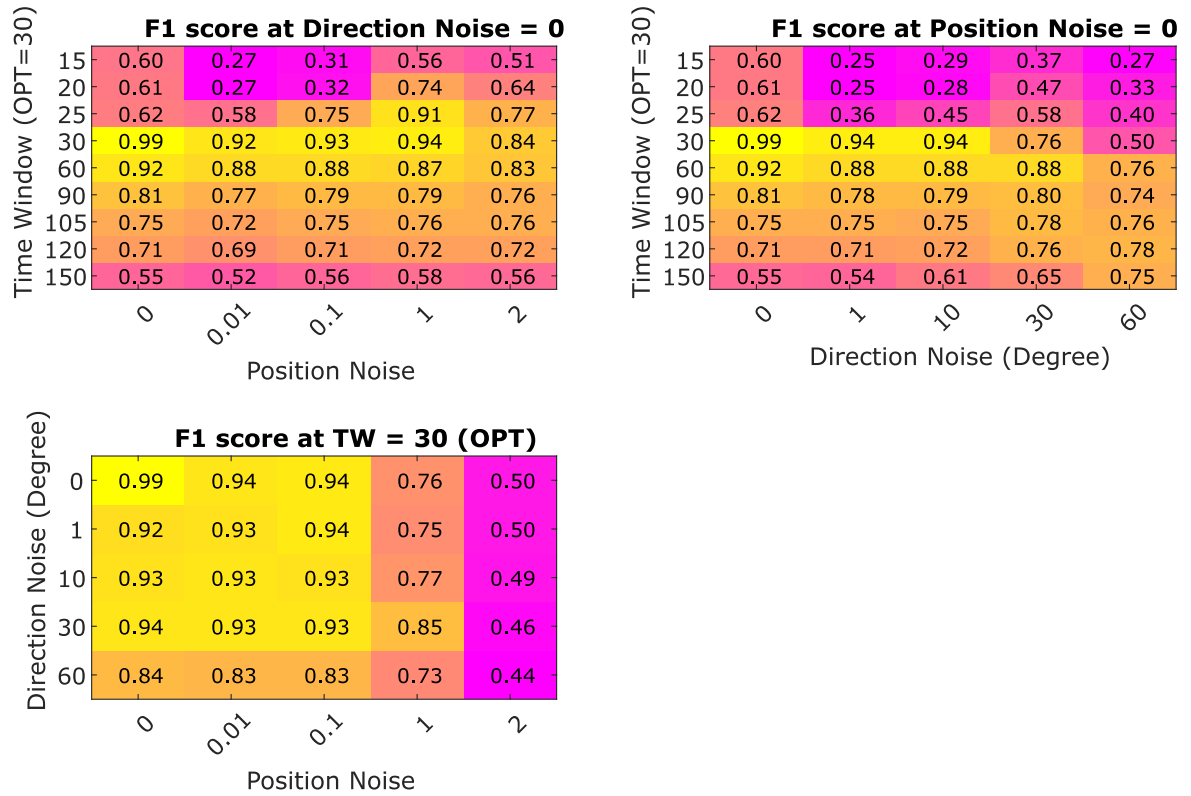 F1 score at Direction Noise = 0
Time Window (OPT=30)
15 0.60 0.27 0.31 0.56 0.51
20 0.61 0.27 0.32 0.74 0.64
25 0.62 0.58 0.75 0.91 0.77
30 0.99 0.92 0.93 0.94 0.84
60 0.92 0.88 0.88 0.87 0.83
90 0.81 0.77 0.79 0.79 0.76
105 0.75 0.72 0.75 0.76 0.76
120 0.71 0.69 0.71 0.72 0.72
150 0.55 0.52 0.56 0.58 0.56
0 0.01 0.1 1 2
Position Noise
F1 score at Position Noise = 0
Time Window (OPT=30)
15 0.60 0.25 0.29 0.37 0.27
20 0.61 0.25 0.28 0.47 0.33
25 0.62 0.36 0.45 0.58 0.40
30 0.99 0.94 0.94 0.76 0.50
60 0.92 0.88 0.88 0.88 0.76
90 0.81 0.78 0.79 0.80 0.74
105 0.75 0.75 0.75 0.78 0.76
120 0.71 0.71 0.72 0.76 0.78
150 0.55 0.54 0.61 0.65 0.75
0 1 10 30 60
Direction Noise (Degree)
F1 score at TW = 30 (OPT)
Direction Noise (Degree)
0 0.99 0.94 0.94 0.76 0.50
1 0.92 0.93 0.94 0.75 0.50
10 0.93 0.93 0.93 0.77 0.49
30 0.94 0.93 0.93 0.85 0.46
60 0.84 0.83 0.83 0.73 0.44
0 0.01 0.1 1 2
Position Noise